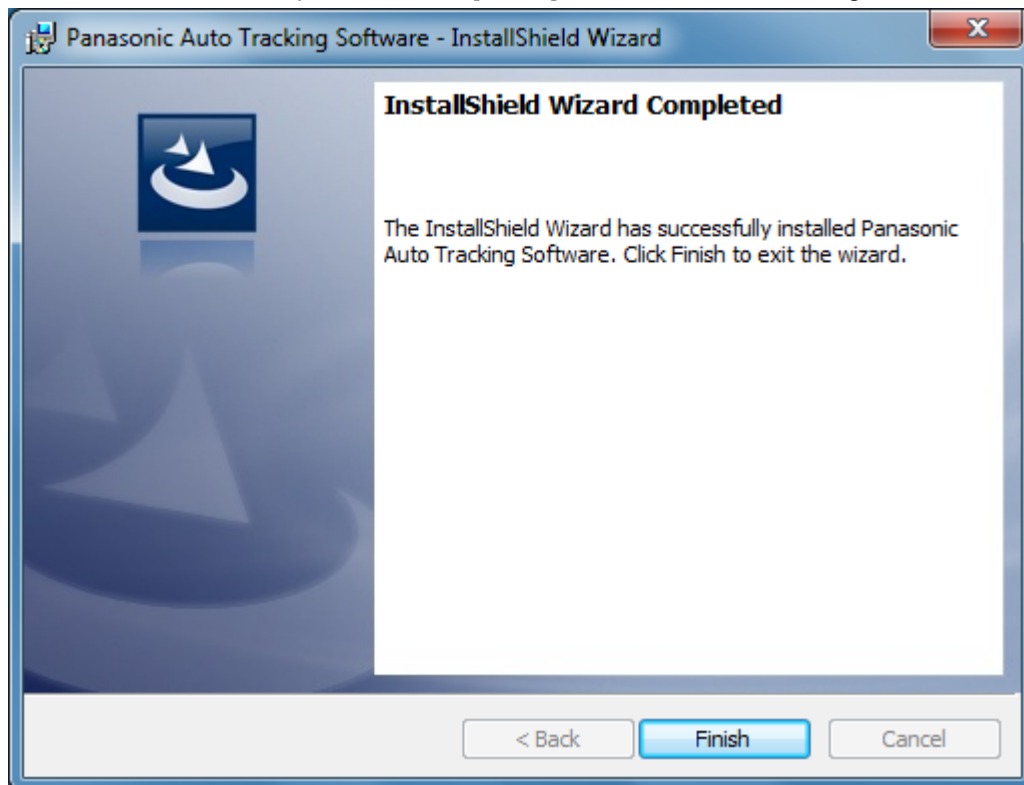 Panasonic Auto Tracking Software - InstallShield Wizard
InstallShield Wizard Completed
The InstallShield Wizard has successfully installed Panasonic
Auto Tracking Software. Click Finish to exit the wizard.
< Back
Finish
Cancel